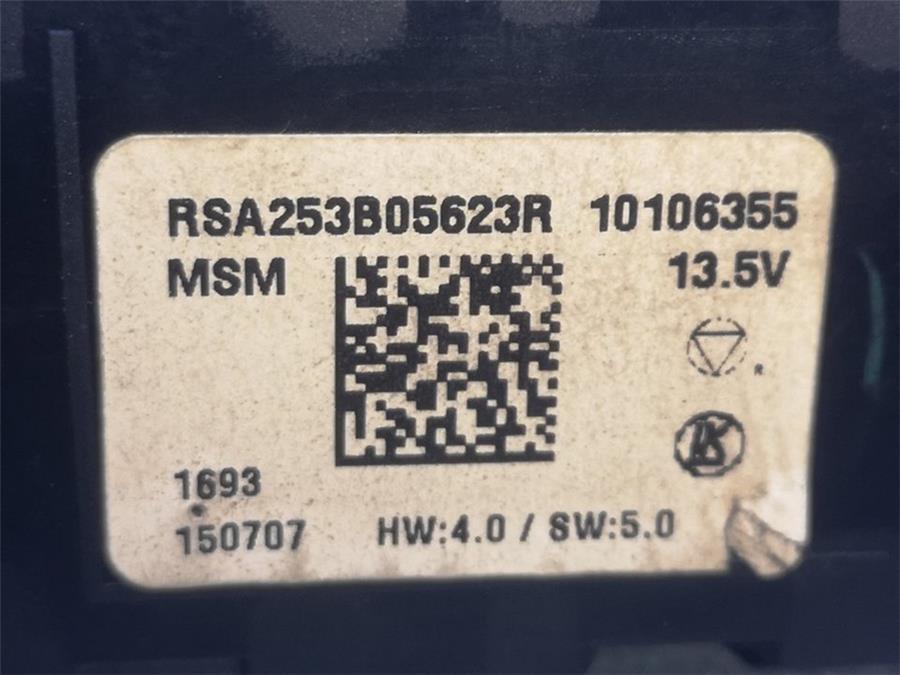 RSA253B05623R 10106355
MSM 13.5V
R
1693
150707 HW:4.0 / SW:5.0